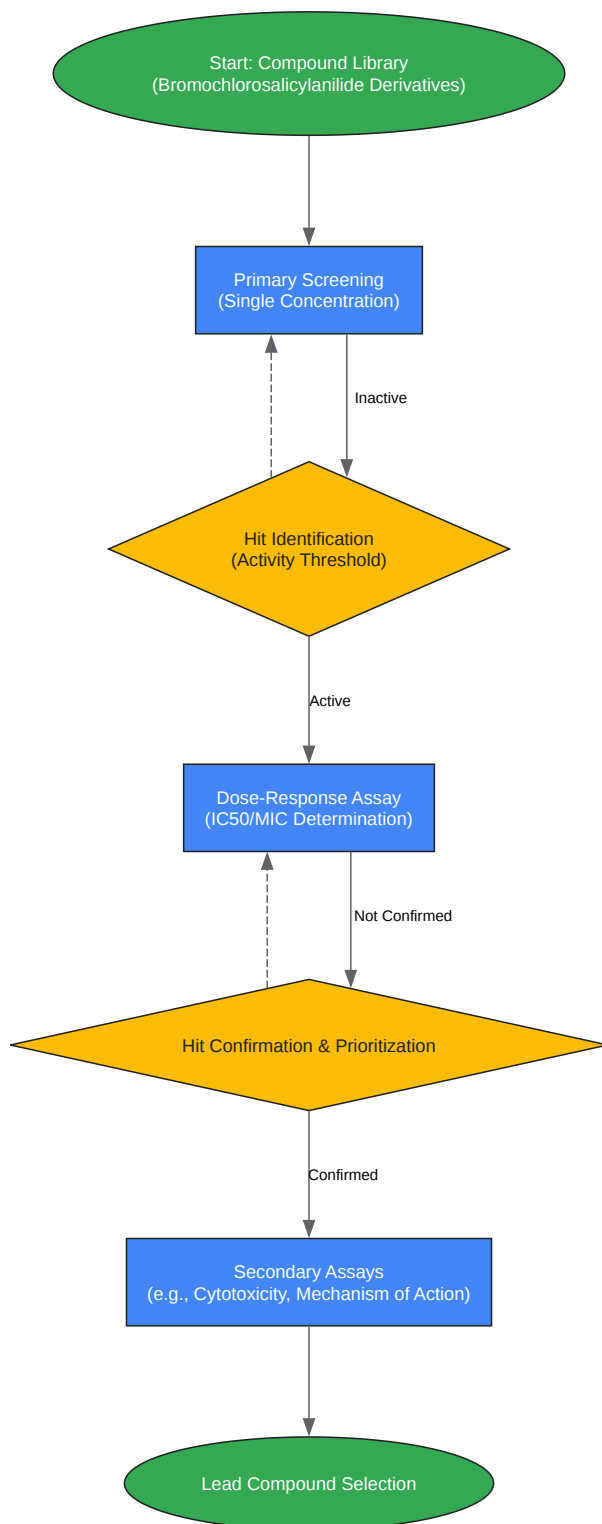 Start: Compound Library
(Bromochlorosalicylanilide Derivatives)
Primary Screening
(Single Concentration)
Inactive
Hit Identification
(Activity Threshold)
Active
Dose-Response Assay
(IC50/MIC Determination)
Not Confirmed
Hit Confirmation & Prioritization
Confirmed
Secondary Assays
(e.g., Cytotoxicity, Mechanism of Action)
Lead Compound Selection